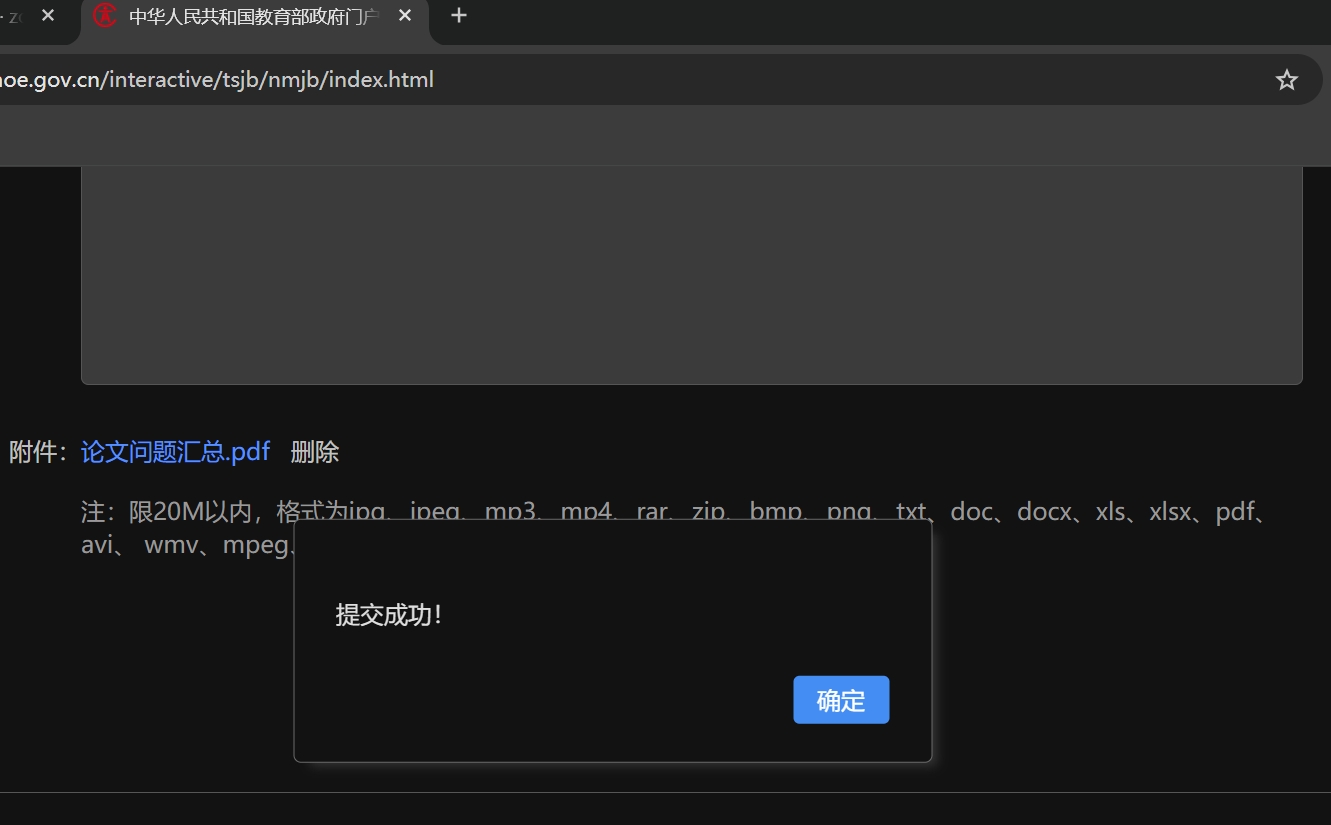 中华人民共和国教育部政府门户
oe.gov.cn/interactive/tsjb/nmjb/index.html
附件：论文问题汇总.pdf 删除
注：限20M以内，格式为jpg、jpeg、mp3、mp4、rar、zip、bmp、png、txt、doc、docx、xls、xlsx、pdf、
avi、 wmv、mpeg、
提交成功！
确定